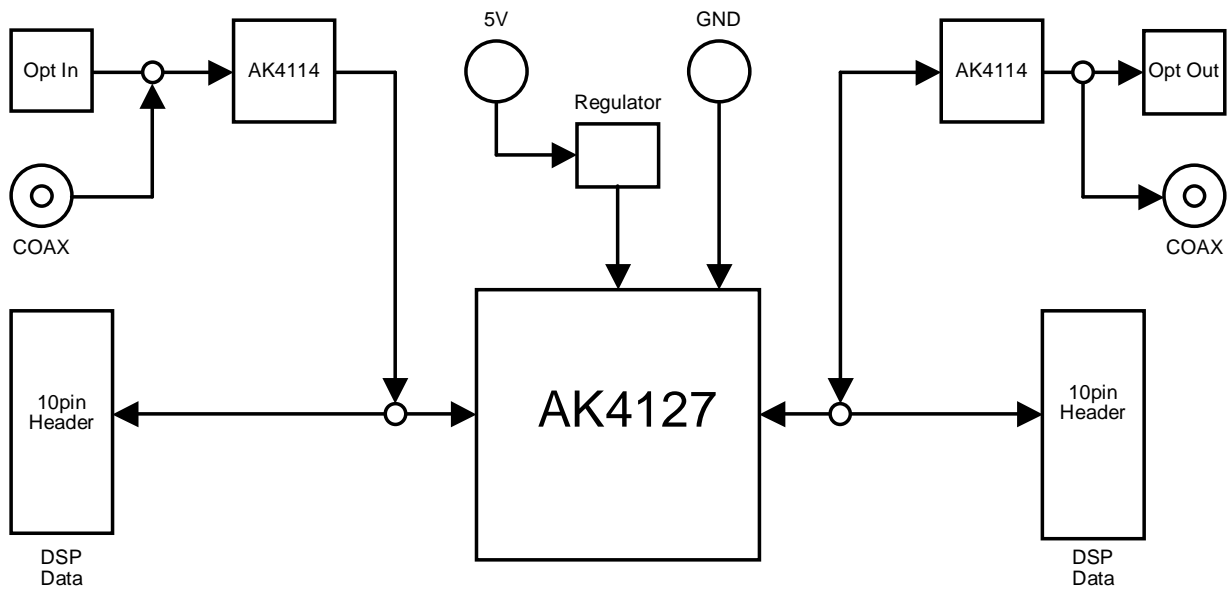 5V
GND
Opt In
AK4114
AK4114
Opt Out
Regulator
COAX
COAX
10pin
Header
AK4127
10pin
Header
DSP
Data
DSP
Data